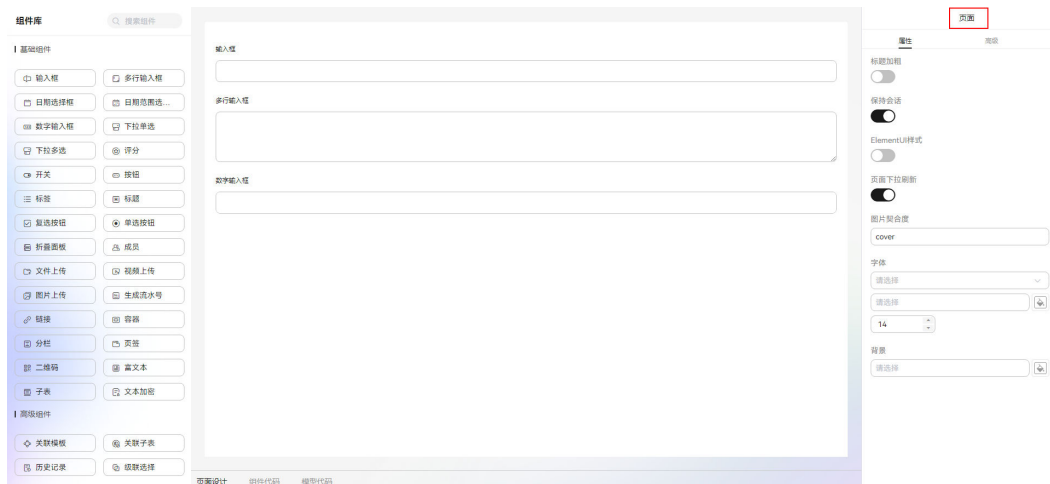 组件库
搜索组件
基础组件
输入框
多行输入框
日期选择框
日期范围选...
数字输入框
下拉单选
下拉多选
评分
开关
按钮
标签
标题
复选按钮
单选按钮
折叠面板
成员
文件上传
视频上传
图片上传
生成流水号
链接
容器
分栏
页签
二维码
富文本
子表
文本加密
高级组件
关联模板
关联子表
历史记录
级联选择
输入框
多行输入框
数字输入框
页面设计
组件代码
模型代码
页面
属性
高级
标题加粗
保持会话
ElementUI样式
页面下拉刷新
图片契合度
cover
字体
请选择
请选择
14
背景
请选择